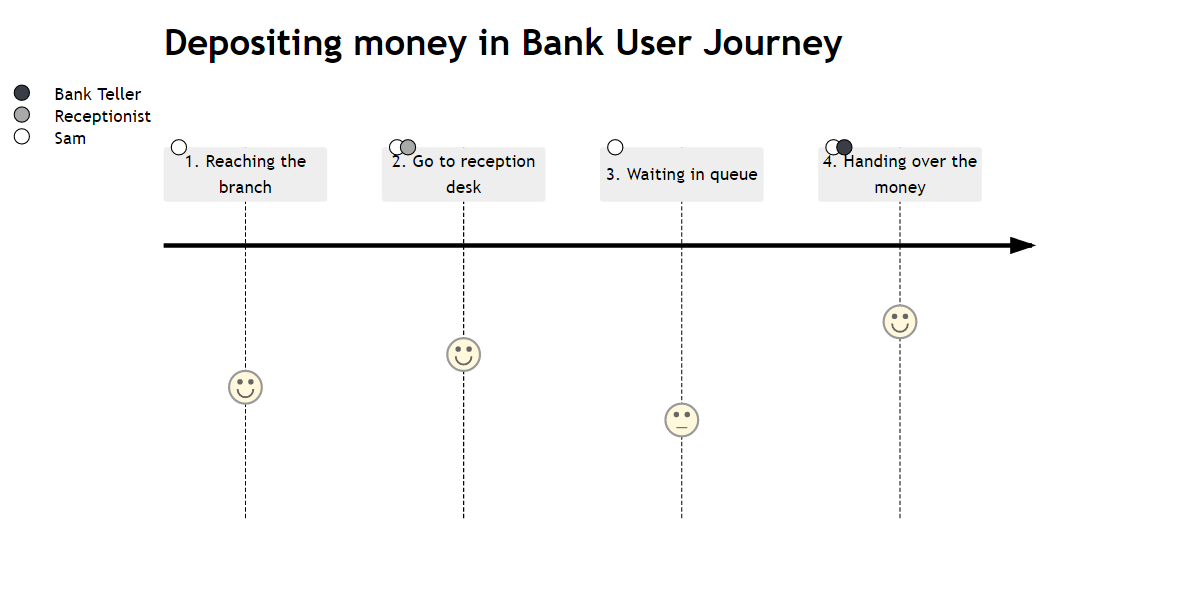 Depositing money in Bank User Journey
Bank Teller
Receptionist
Sam
1. Reaching the
branch
2. Go to reception
desk
3. Waiting in queue
4. Handing over the
money